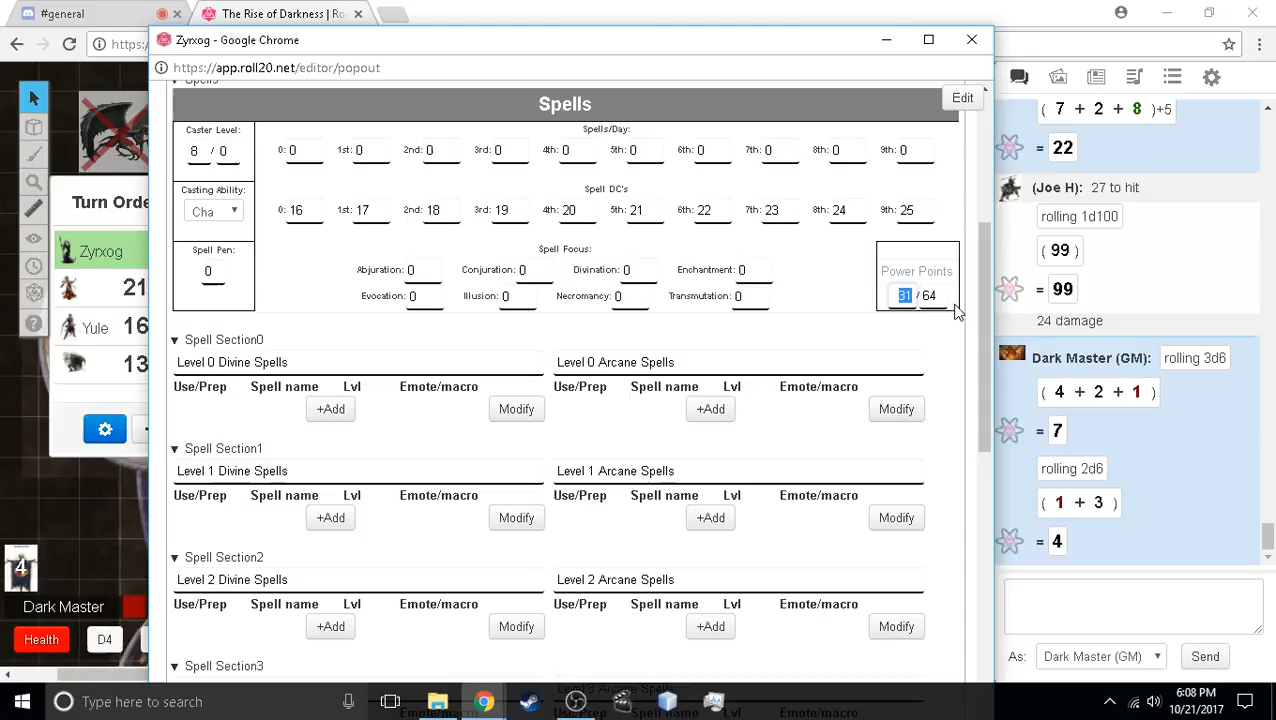 #general
The Rise of Darkness | Ro
https:
Zyrxog - Google Chrome
https://app.roll20.net/editor/popout
Spells
Edit
Caster Level:
8 / 0
Spells/Day:
0: 0 1st: 0 2nd: 0 3rd: 0 4th: 0 5th: 0 6th: 0 7th: 0 8th: 0 9th: 0
Casting Ability:
Cha
Spell DC's
0: 16 1st: 17 2nd: 18 3rd: 19 4th: 20 5th: 21 6th: 22 7th: 23 8th: 24 9th: 25
Spell Pen:
0
Spell Focus:
Abjuration: 0 Conjuration: 0 Divination: 0 Enchantment: 0
Evocation: 0 Illusion: 0 Necromancy: 0 Transmutation: 0
Power Points
31 / 64
Spell Section0
Level 0 Divine Spells Level 0 Arcane Spells
Use/Prep Spell name Lvl Emote/macro Use/Prep Spell name Lvl Emote/macro
+Add Modify +Add Modify
Spell Section1
Level 1 Divine Spells Level 1 Arcane Spells
Use/Prep Spell name Lvl Emote/macro Use/Prep Spell name Lvl Emote/macro
+Add Modify +Add Modify
Spell Section2
Level 2 Divine Spells Level 2 Arcane Spells
Use/Prep Spell name Lvl Emote/macro Use/Prep Spell name Lvl Emote/macro
+Add Modify +Add Modify
Spell Section3
Turn Orde
Zyrxog
21
Yule 16
13
4
Dark Master
Health D4
( 7 + 2 + 8 )+5
= 22
(Joe H): 27 to hit
rolling 1d100
( 99 )
= 99
24 damage
Dark Master (GM): rolling 3d6
( 4 + 2 + 1 )
= 7
rolling 2d6
( 1 + 3 )
= 4
As: Dark Master (GM) Send
Type here to search
6:08 PM
10/21/2017